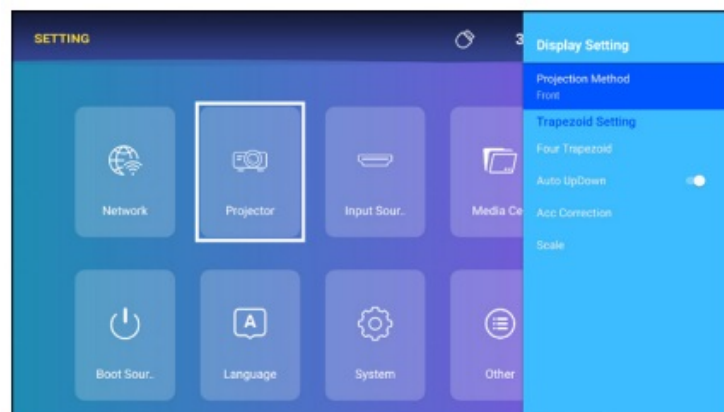 SETTING
3
Display Setting
Projection Method
Front
Trapezoid Setting
Four Trapezoid
Auto UpDown
Acc Correction
Scale
Network
Projector
Input Sour..
Media Ce
Boot Sour..
A
Language
System
Other